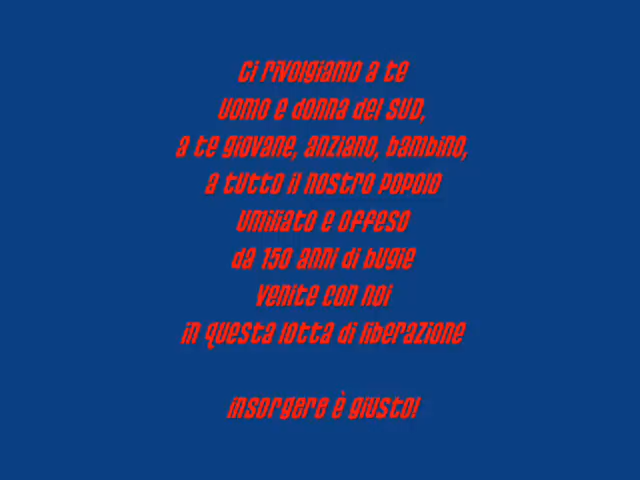 Ci rivolgiamo a te
uomo e donna del SUD,
a te giovane, anziano, bambino,
a tutto il nostro popolo
umiliato e offeso
da 150 anni di bugie
venite con noi
in questa lotta di liberazione
insorgere è giusto!